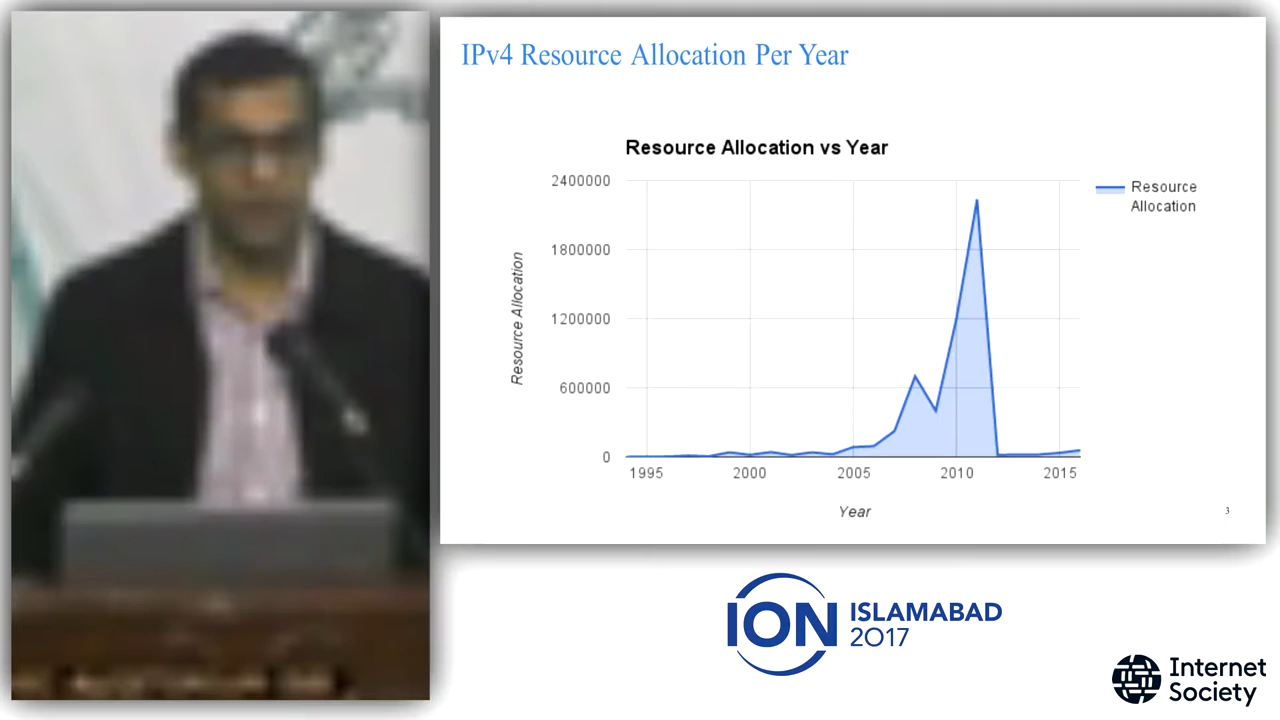 IPv4 Resource Allocation Per Year
Resource Allocation vs Year
2400000
1800000
1200000
600000
0
Resource Allocation
1995 2000 2005 2010 2015
Year
Resource
Allocation
3
ION ISLAMABAD
2017
Internet
Society